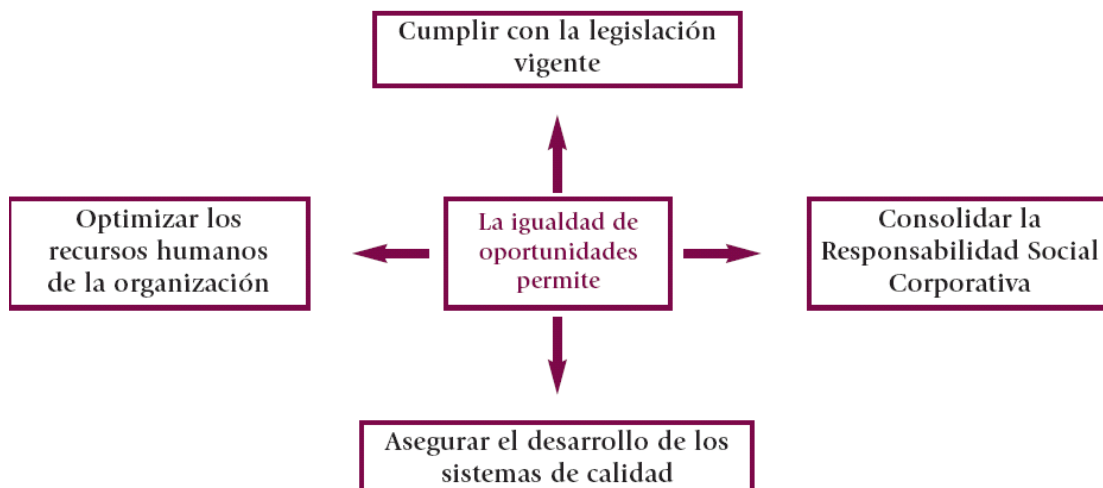 Cumplir con la legislación
vigente
Optimizar los
recursos humanos
de la organización
La igualdad de
oportunidades
permite
Consolidar la
Responsabilidad Social
Corporativa
Asegurar el desarrollo de los
sistemas de calidad